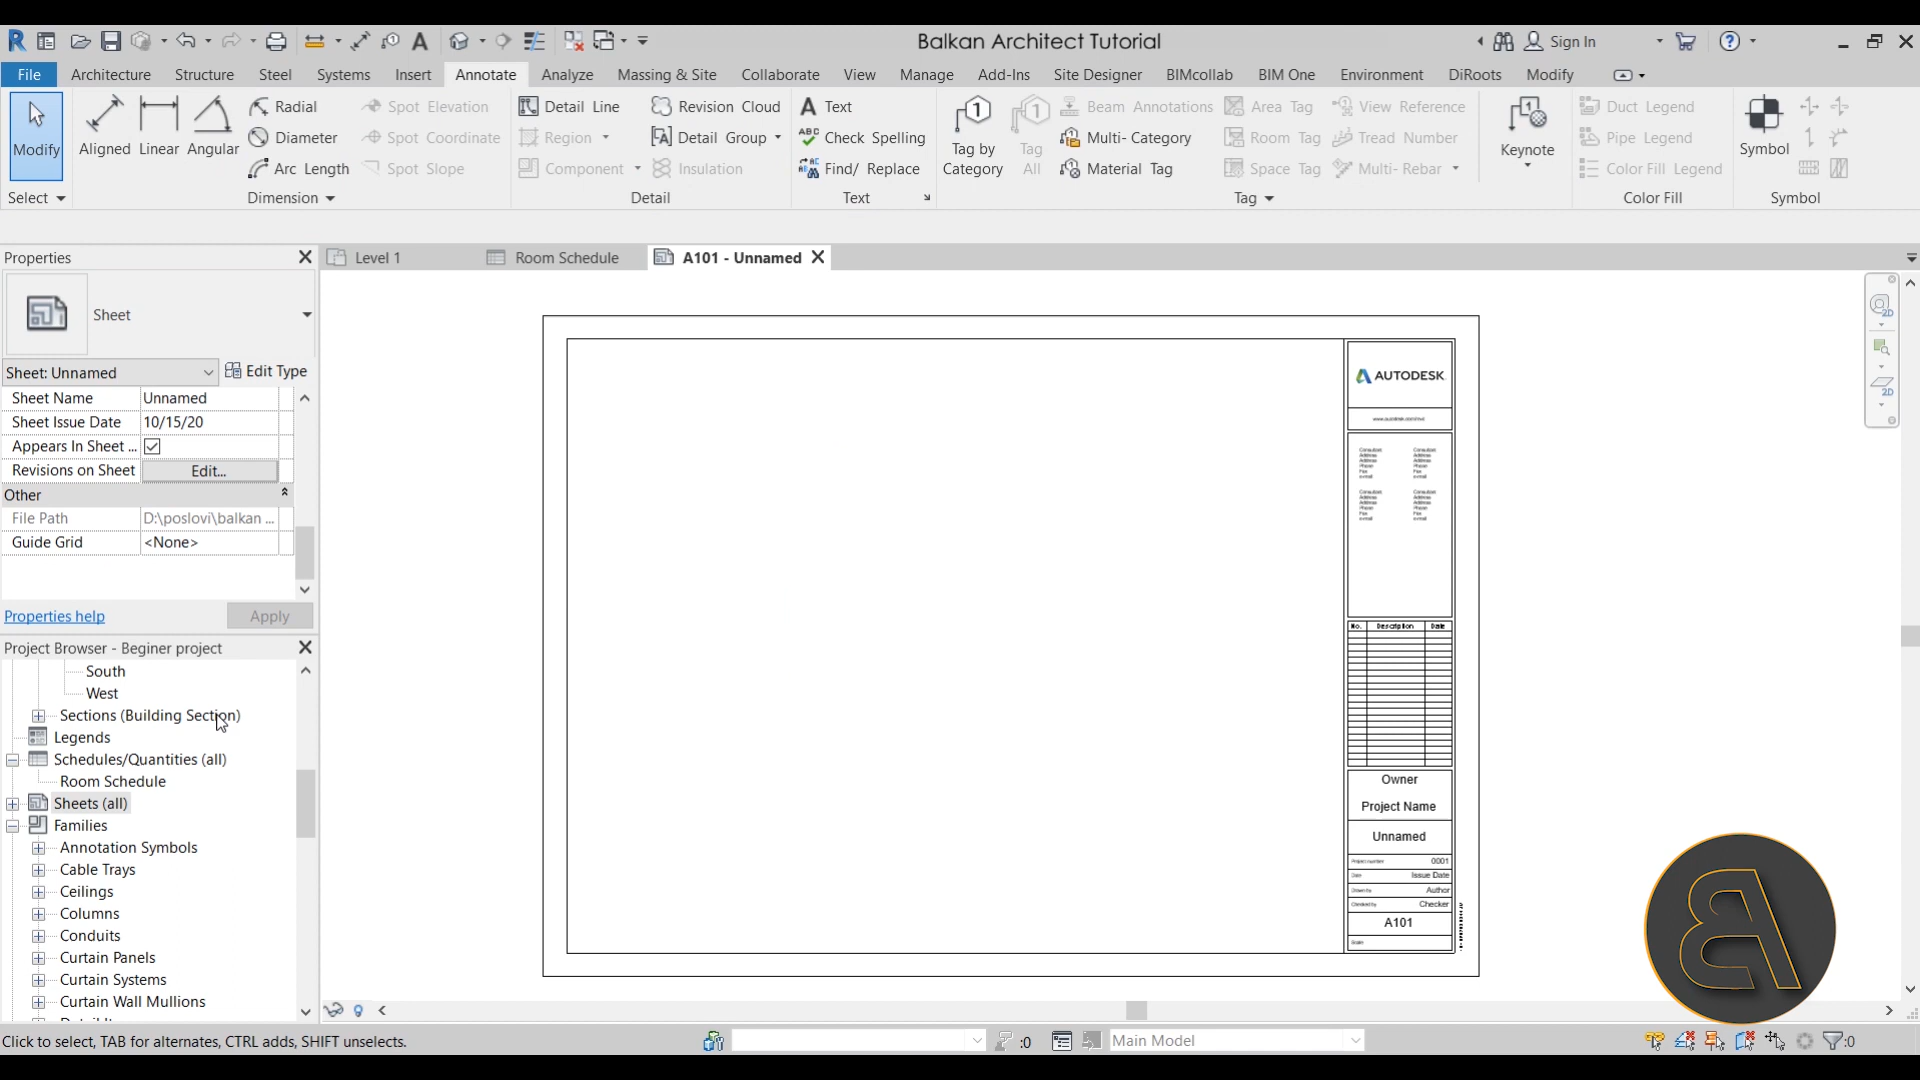 Balkan Architect Tutorial
Sign In
File Architecture Structure Steel Systems Insert Annotate Analyze Massing & Site Collaborate View Manage Add-Ins Site Designer BIMcollab BIM One Environment DiRoots Modify
Modify
Aligned Linear Angular
Radial
Diameter
Arc Length
Spot Elevation
Spot Coordinate
Spot Slope
Detail Line
Region
Component
Revision Cloud
Detail Group
Insulation
Text
Check Spelling
Find/ Replace
Tag by
Category
Tag
All
Beam Annotations
Multi- Category
Material Tag
Area Tag
Room Tag
Space Tag
View Reference
Tread Number
Multi- Rebar
Keynote
Duct Legend
Pipe Legend
Color Fill Legend
Symbol
Select Dimension Detail Text Tag Color Fill Symbol
Properties
Level 1
Room Schedule
A101 - Unnamed
Sheet
Sheet: Unnamed
Edit Type
Sheet Name Unnamed
Sheet Issue Date 10/15/20
Appears In Sheet ...
Revisions on Sheet Edit...
Other
File Path D:\poslovi\balkan ...
Guide Grid <None>
Properties help
Apply
Project Browser - Beginer project
South
West
Sections (Building Section)
Legends
Schedules/Quantities (all)
Room Schedule
Sheets (all)
Families
Annotation Symbols
Cable Trays
Ceilings
Columns
Conduits
Curtain Panels
Curtain Systems
Curtain Wall Mullions
AUTODESK
No. Description Date
Owner
Project Name
Unnamed
Project number 0001
Date Issue Date
Drawn by Author
Checked by Checker
A101
Scale
Click to select, TAB for alternates, CTRL adds, SHIFT unselects.
:0
Main Model
:0